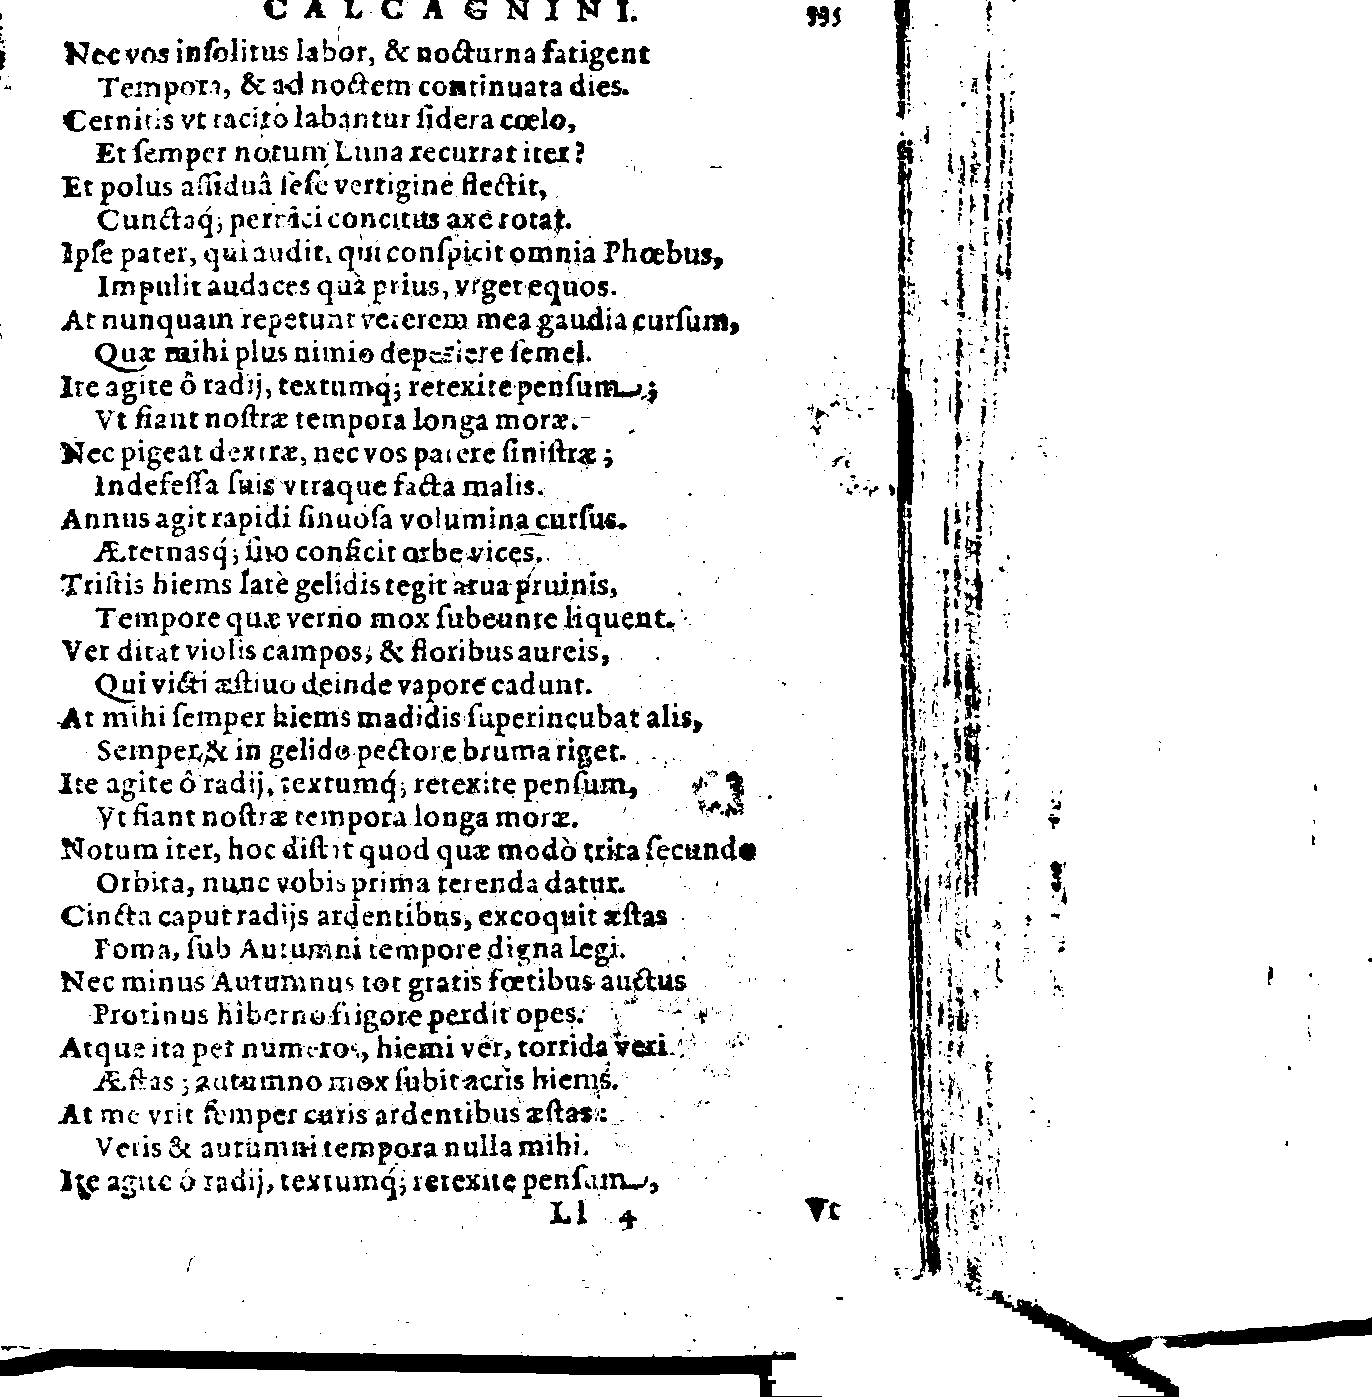 CALCAGNINI. 995
Nec vos inſolitus labor, & nocturna fatigent
Tempora, & ad noctem continuata dies.
Cernitis vt tacito labantur ſidera cœlo,
Et ſemper notum Luna recurrat iter?
Et polus aſſiduâ ſeſe vertigine flectit,
Cunctaq́; perrâci concitus axe rotat.
Ipſe pater, qui audit, qui conſpicit omnia Phœbus,
Impulit audaces quà prius, vrget equos.
At nunquam repetunt veterem mea gaudia curſum,
Quæ mihi plus nimio deperiere ſemel.
Ite agite ô radij, textumq́; retexite penſum;
Vt fiant noſtræ tempora longa moræ.
Nec pigeat dextræ, nec vos parere ſiniſtræ;
Indefeſſa ſuis vtraque facta malis.
Annus agit rapidi ſinuoſa volumina curſus.
Æternasq́; ſuo conficit orbe vices.
Triſtis hiems latè gelidis tegit arua pruinis,
Tempore quæ verno mox ſubeunte liquent.
Ver ditat violis campos, & floribus aureis,
Qui victi æſtiuo deinde vapore cadunt.
At mihi ſemper hiems madidis ſuperincubat alis,
Semper & in gelido pectore bruma riget.
Ite agite ô radij, textumq́; retexite penſum,
Vt fiant noſtræ tempora longa moræ.
Notum iter, hoc diſtat quod quæ modò trita ſecundo
Orbita, nunc vobis prima terenda datur.
Cincta caput radijs ardentibus, excoquit æſtas
Poma, ſub Autumni tempore digna legi.
Nec minus Autumnus tot gratis fœtibus auctus
Protinus hiberno frigore perdit opes.
Atque ita per numeros, hiemi ver, torrida veri
Æſtas; autumno mox ſubit acris hiems.
At me vrit ſemper curis ardentibus æſtas:
Veris & autumni tempora nulla mihi.
Ite agite ô radij, textumq́; retexite penſum,
Ll 4 Vt